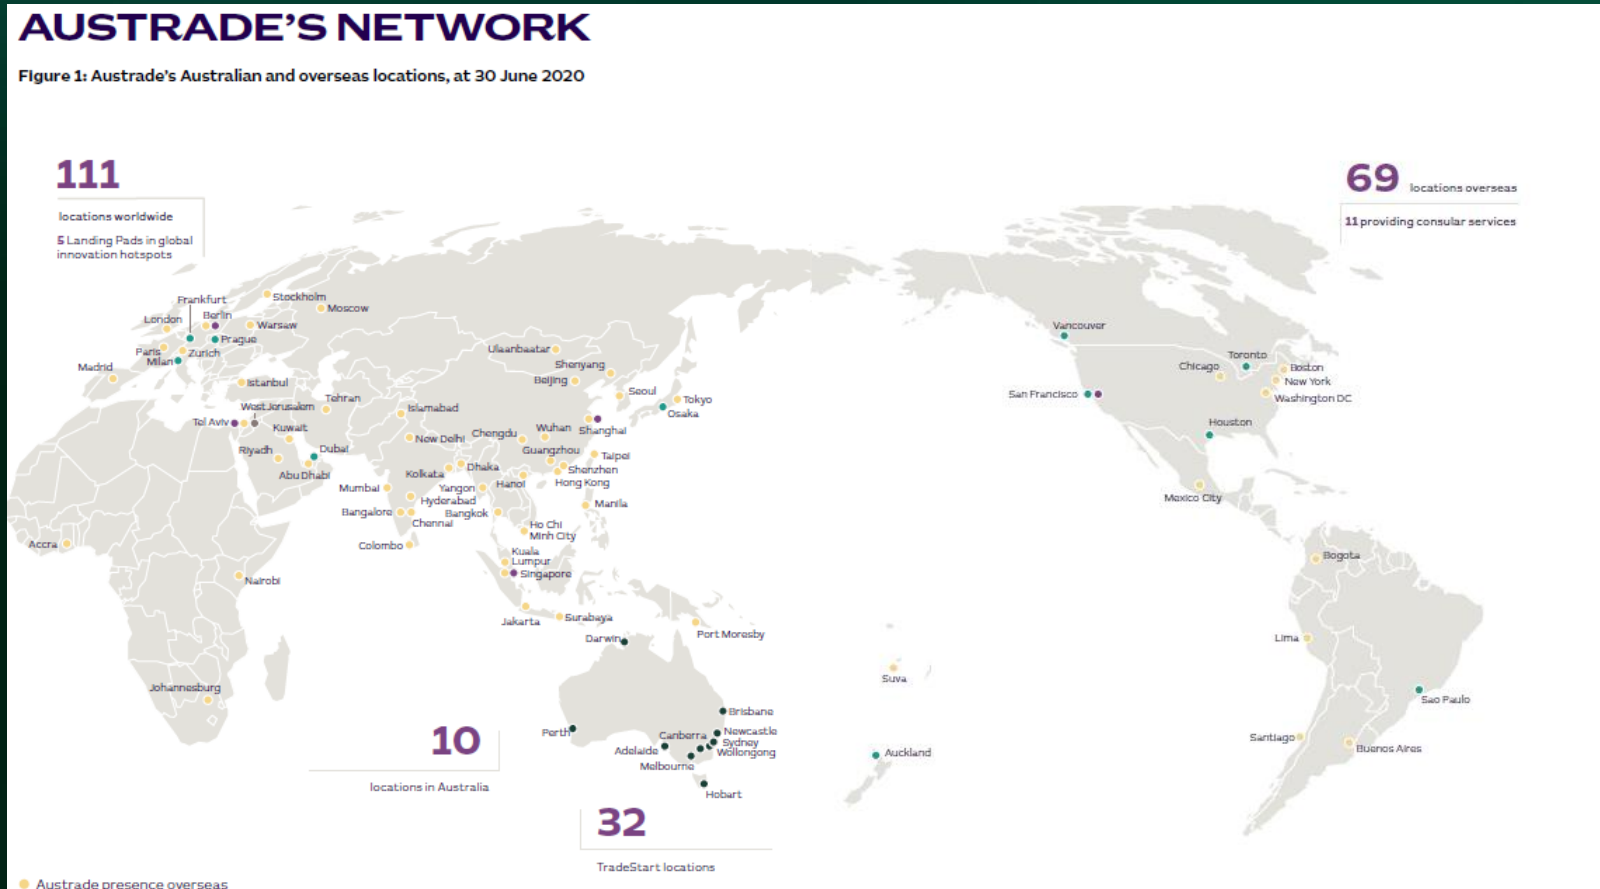 AUSTRADE'S NETWORK
Figure 1: Austrade's Australian and overseas locations, at 30 June 2020
111
locations worldwide
5 Landing Pads in global
innovation hotspots
69 locations overseas
11 providing consular services
Frankfurt
Stockholm
Moscow
London
Berlin
Warsaw
Prague
Paris
Zurich
Milan
Madrid
Istanbul
Tehran
West Jerusalem
Tel Aviv
Kuwait
Riyadh
Dubai
Abu Dhabi
Accra
Nairobi
Johannesburg
Ulaanbaatar
Shenyang
Beijing
Seoul
Tokyo
Osaka
Islamabad
New Delhi
Chengdu
Wuhan
Shanghai
Guangzhou
Taipei
Kolkata
Dhaka
Shenzhen
Hong Kong
Hanoi
Mumbai
Yangon
Hyderabad
Manila
Bangalore
Bangkok
Chennai
Ho Chi
Minh City
Colombo
Kuala
Lumpur
Singapore
Jakarta
Surabaya
Port Moresby
Darwin
Brisbane
Perth
Newcastle
Canberra
Sydney
Adelaide
Wollongong
Melbourne
Hobart
Suva
Auckland
Vancouver
Toronto
Chicago
Boston
New York
San Francisco
Washington DC
Houston
Mexico City
Bogota
Lima
Sao Paulo
Santiago
Buenos Aires
10
locations in Australia
32
TradeStart locations
Austrade presence overseas